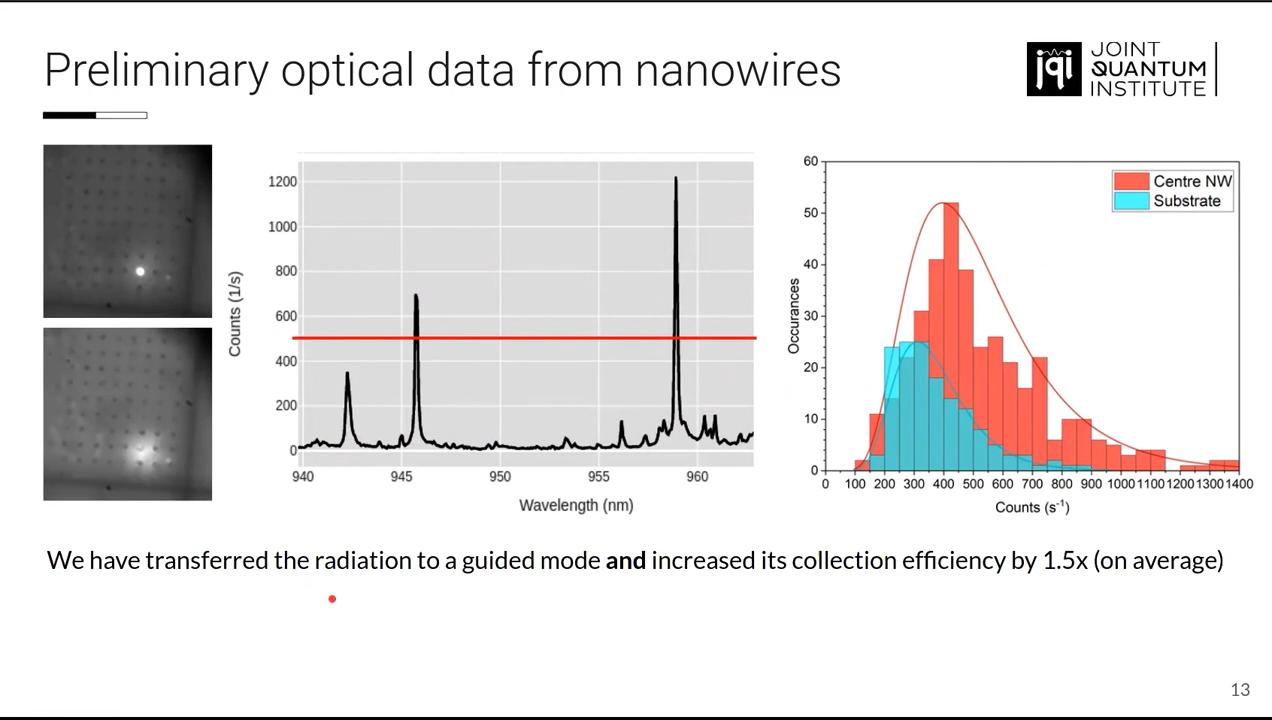 Preliminary optical data from nanowires
jqi
JOINT
QUANTUM
INSTITUTE
1200
1000
800
600
400
200
0
Counts (1/s)
940 945 950 955 960
Wavelength (nm)
60
50
40
30
20
10
0
Occurances
Centre NW
Substrate
0 100 200 300 400 500 600 700 800 900 1000 1100 1200 1300 1400
Counts (s⁻¹)
We have transferred the radiation to a guided mode and increased its collection efficiency by 1.5x (on average)
13